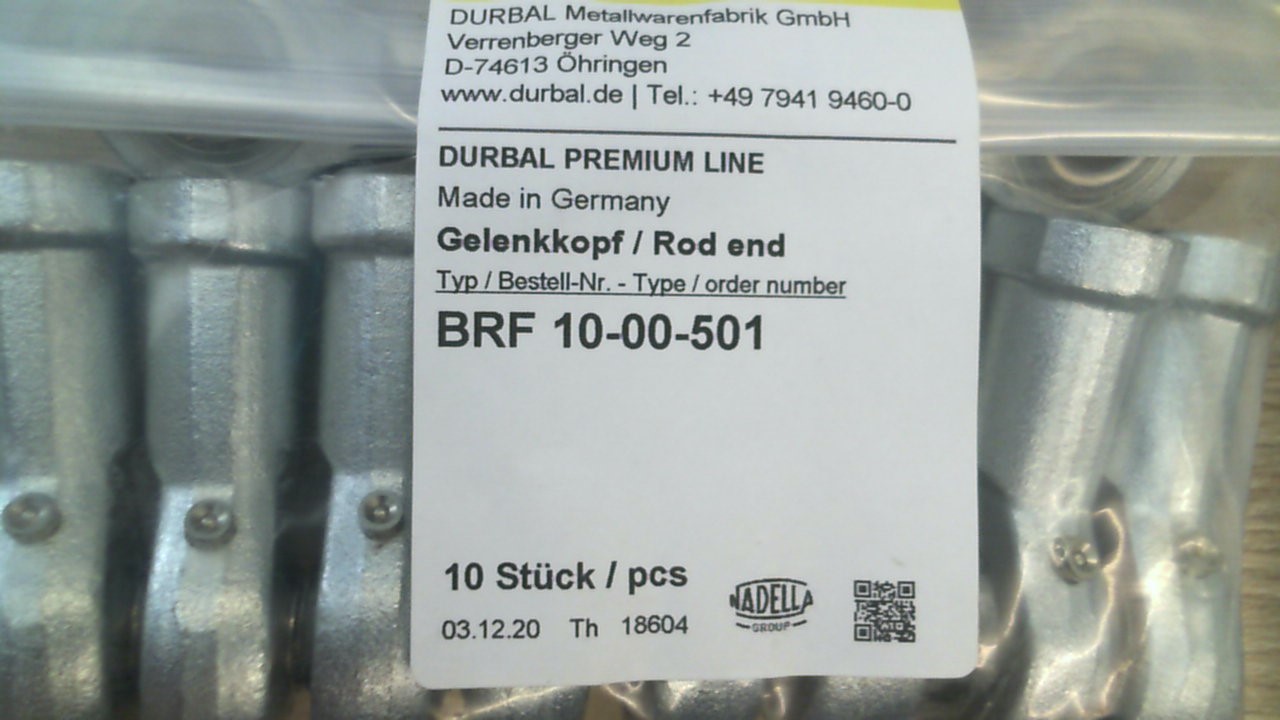 DURBAL Metallwarenfabrik GmbH
Verrenberger Weg 2
D-74613 Öhringen
www.durbal.de | Tel.: +49 7941 9460-0
DURBAL PREMIUM LINE
Made in Germany
Gelenkkopf / Rod end
Typ / Bestell-Nr. - Type / order number
BRF 10-00-501
10 Stück / pcs
03.12.20 Th 18604
NADELLA
GROUP